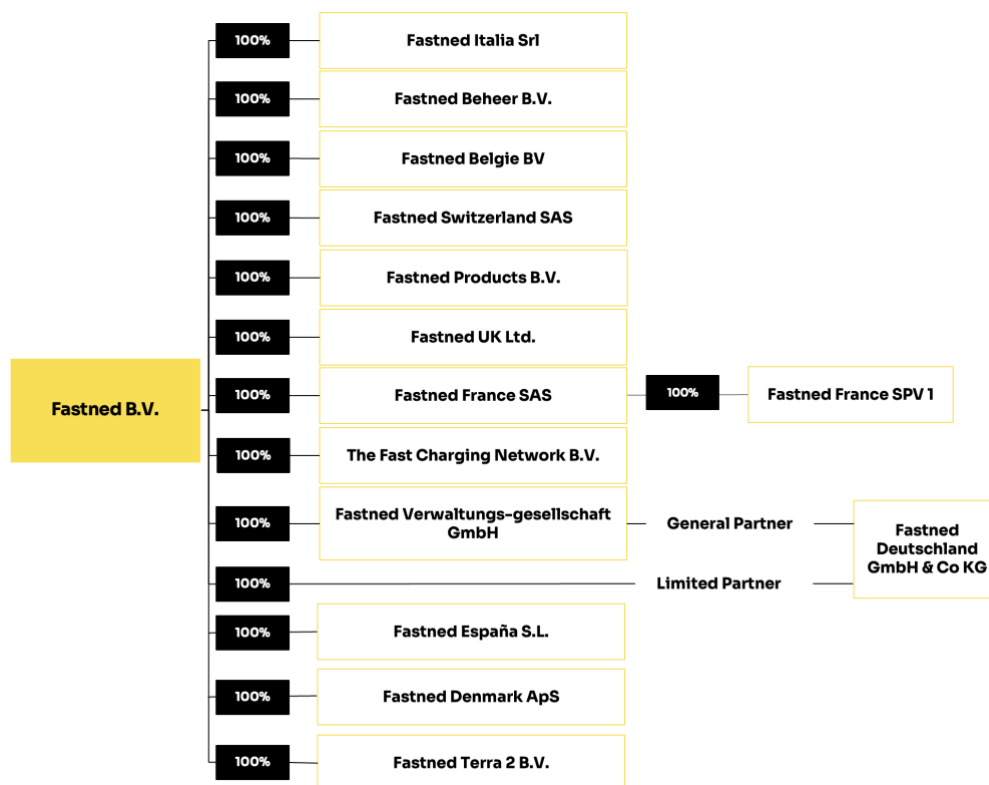 100%
Fastned Italia Srl
100%
Fastned Beheer B.V.
100%
Fastned Belgie BV
100%
Fastned Switzerland SAS
100%
Fastned Products B.V.
100%
Fastned UK Ltd.
Fastned B.V.
100%
Fastned France SAS
100%
Fastned France SPV 1
100%
The Fast Charging Network B.V.
100%
Fastned Verwaltungs-gesellschaft
GmbH
General Partner
Fastned
Deutschland
GmbH & Co KG
100%
Limited Partner
100%
Fastned España S.L.
100%
Fastned Denmark ApS
100%
Fastned Terra 2 B.V.